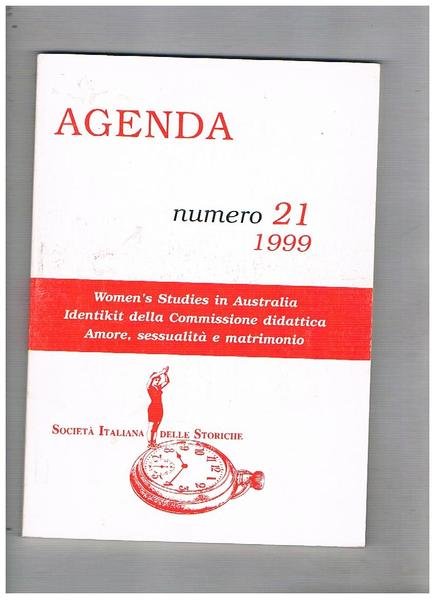 AGENDA
numero 21
1999
Women's Studies in Australia
Identikit della Commissione didattica
Amore, sessualità e matrimonio
SOCIETÀ ITALIANA DELLE STORICHE